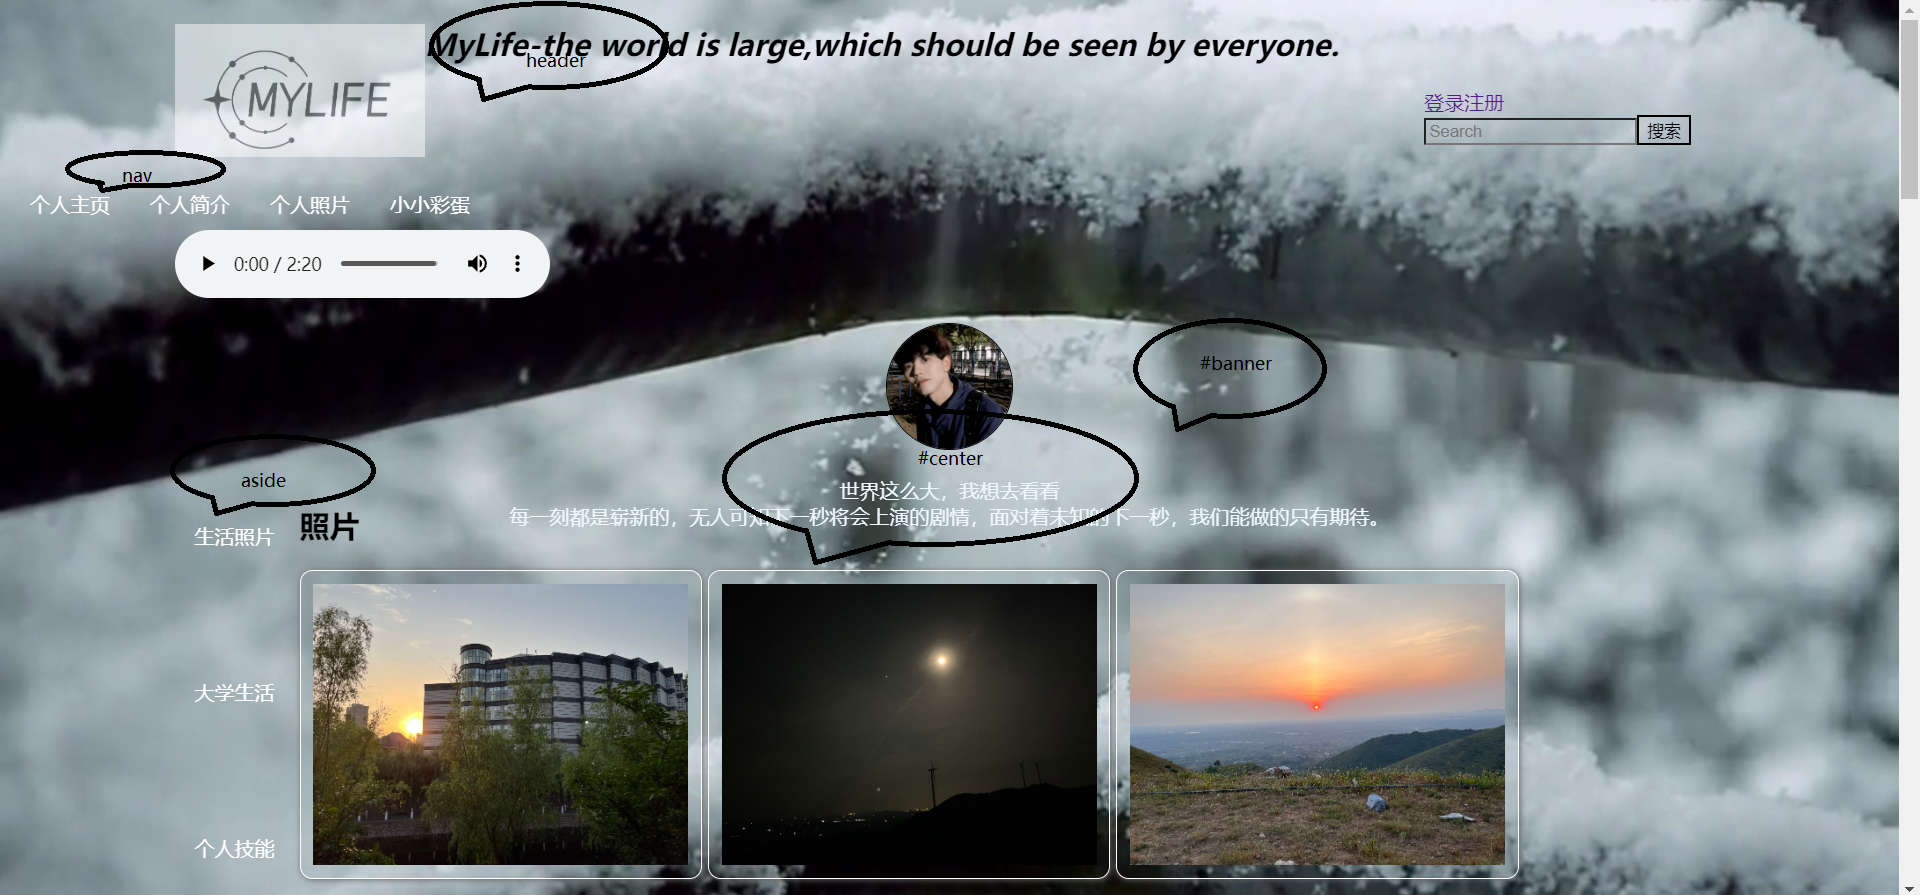 MyLife-the world is large,which should be seen by everyone.
header
MYLIFE
登录注册
Search
搜索
nav
个人主页 个人简介 个人照片 小小彩蛋
0:00 / 2:20
#banner
#center
aside
世界这么大，我想去看看
每一刻都是崭新的，无人可知下一秒将会上演的剧情，面对着未知的下一秒，我们能做的只有期待。
照片
生活照片
大学生活
个人技能